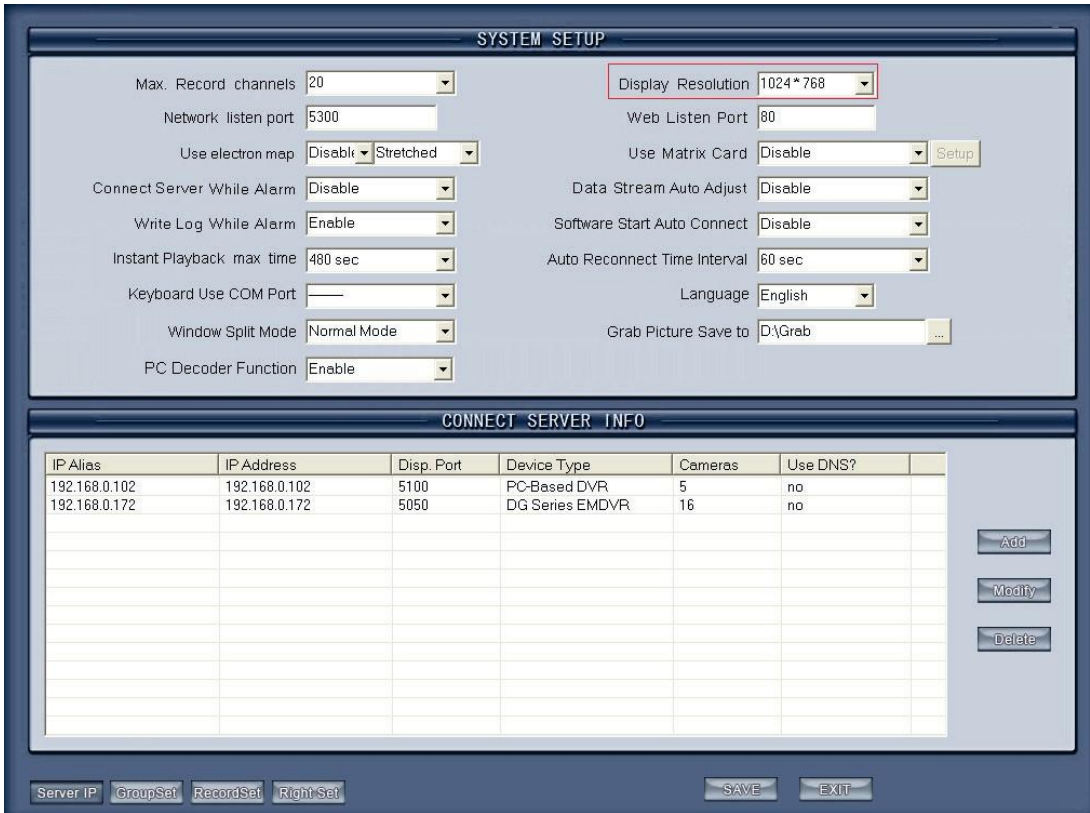 SYSTEM SETUP
Max. Record channels 20 Display Resolution 1024*768
Network listen port 5300 Web Listen Port 80
Use electron map Disable Stretched Use Matrix Card Disable Setup
Connect Server While Alarm Disable Data Stream Auto Adjust Disable
Write Log While Alarm Enable Software Start Auto Connect Disable
Instant Playback max time 480 sec Auto Reconnect Time Interval 60 sec
Keyboard Use COM Port Language English
Window Split Mode Normal Mode Grab Picture Save to D:\Grab ...
PC Decoder Function Enable
CONNECT SERVER INFO
IP Alias IP Address Disp. Port Device Type Cameras Use DNS?
192.168.0.102 192.168.0.102 5100 PC-Based DVR 5 no
192.168.0.172 192.168.0.172 5050 DG Series EMDVR 16 no
Add
Modify
Delete
Server IP GroupSet RecordSet Right Set SAVE EXIT